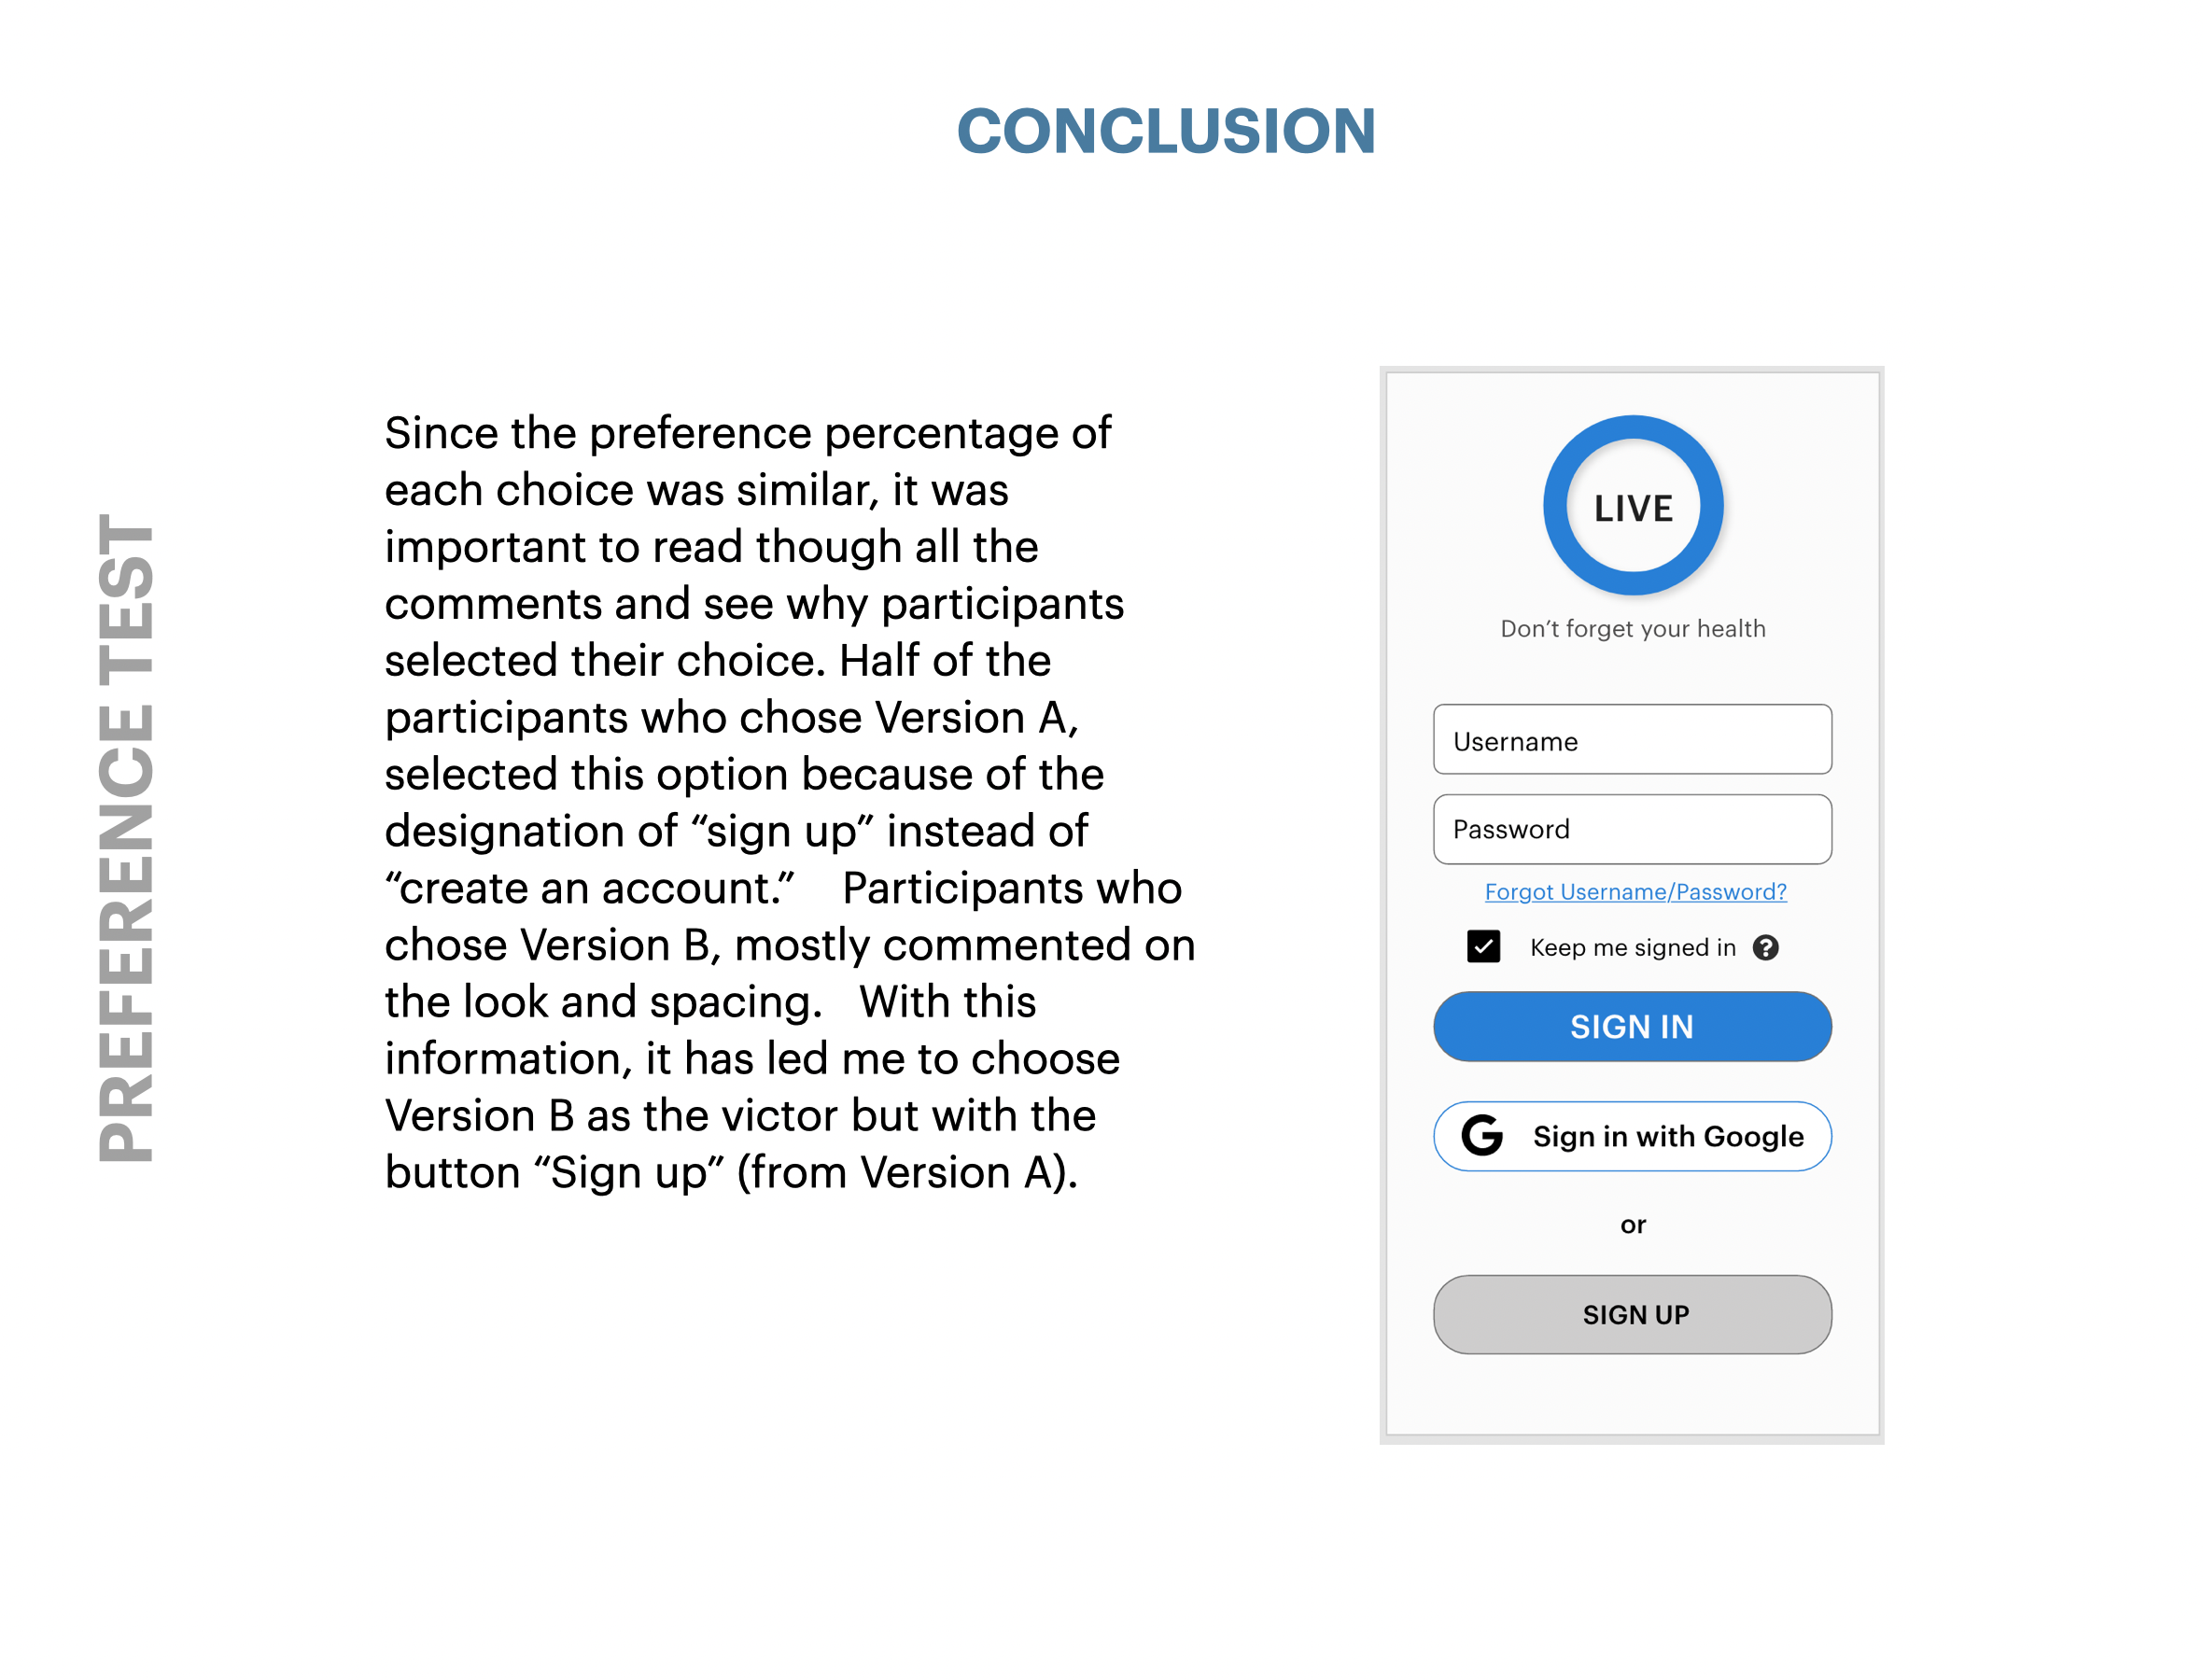 CONCLUSION
PREFERENCE TEST
Since the preference percentage of
each choice was similar, it was
important to read though all the
comments and see why participants
selected their choice. Half of the
participants who chose Version A,
selected this option because of the
designation of “sign up” instead of
“create an account.”   Participants who
chose Version B, mostly commented on
the look and spacing.   With this
information, it has led me to choose
Version B as the victor but with the
button “Sign up” (from Version A).
LIVE
Don’t forget your health
Username
Password
Forgot Username/Password?
Keep me signed in ?
SIGN IN
G Sign in with Google
or
SIGN UP